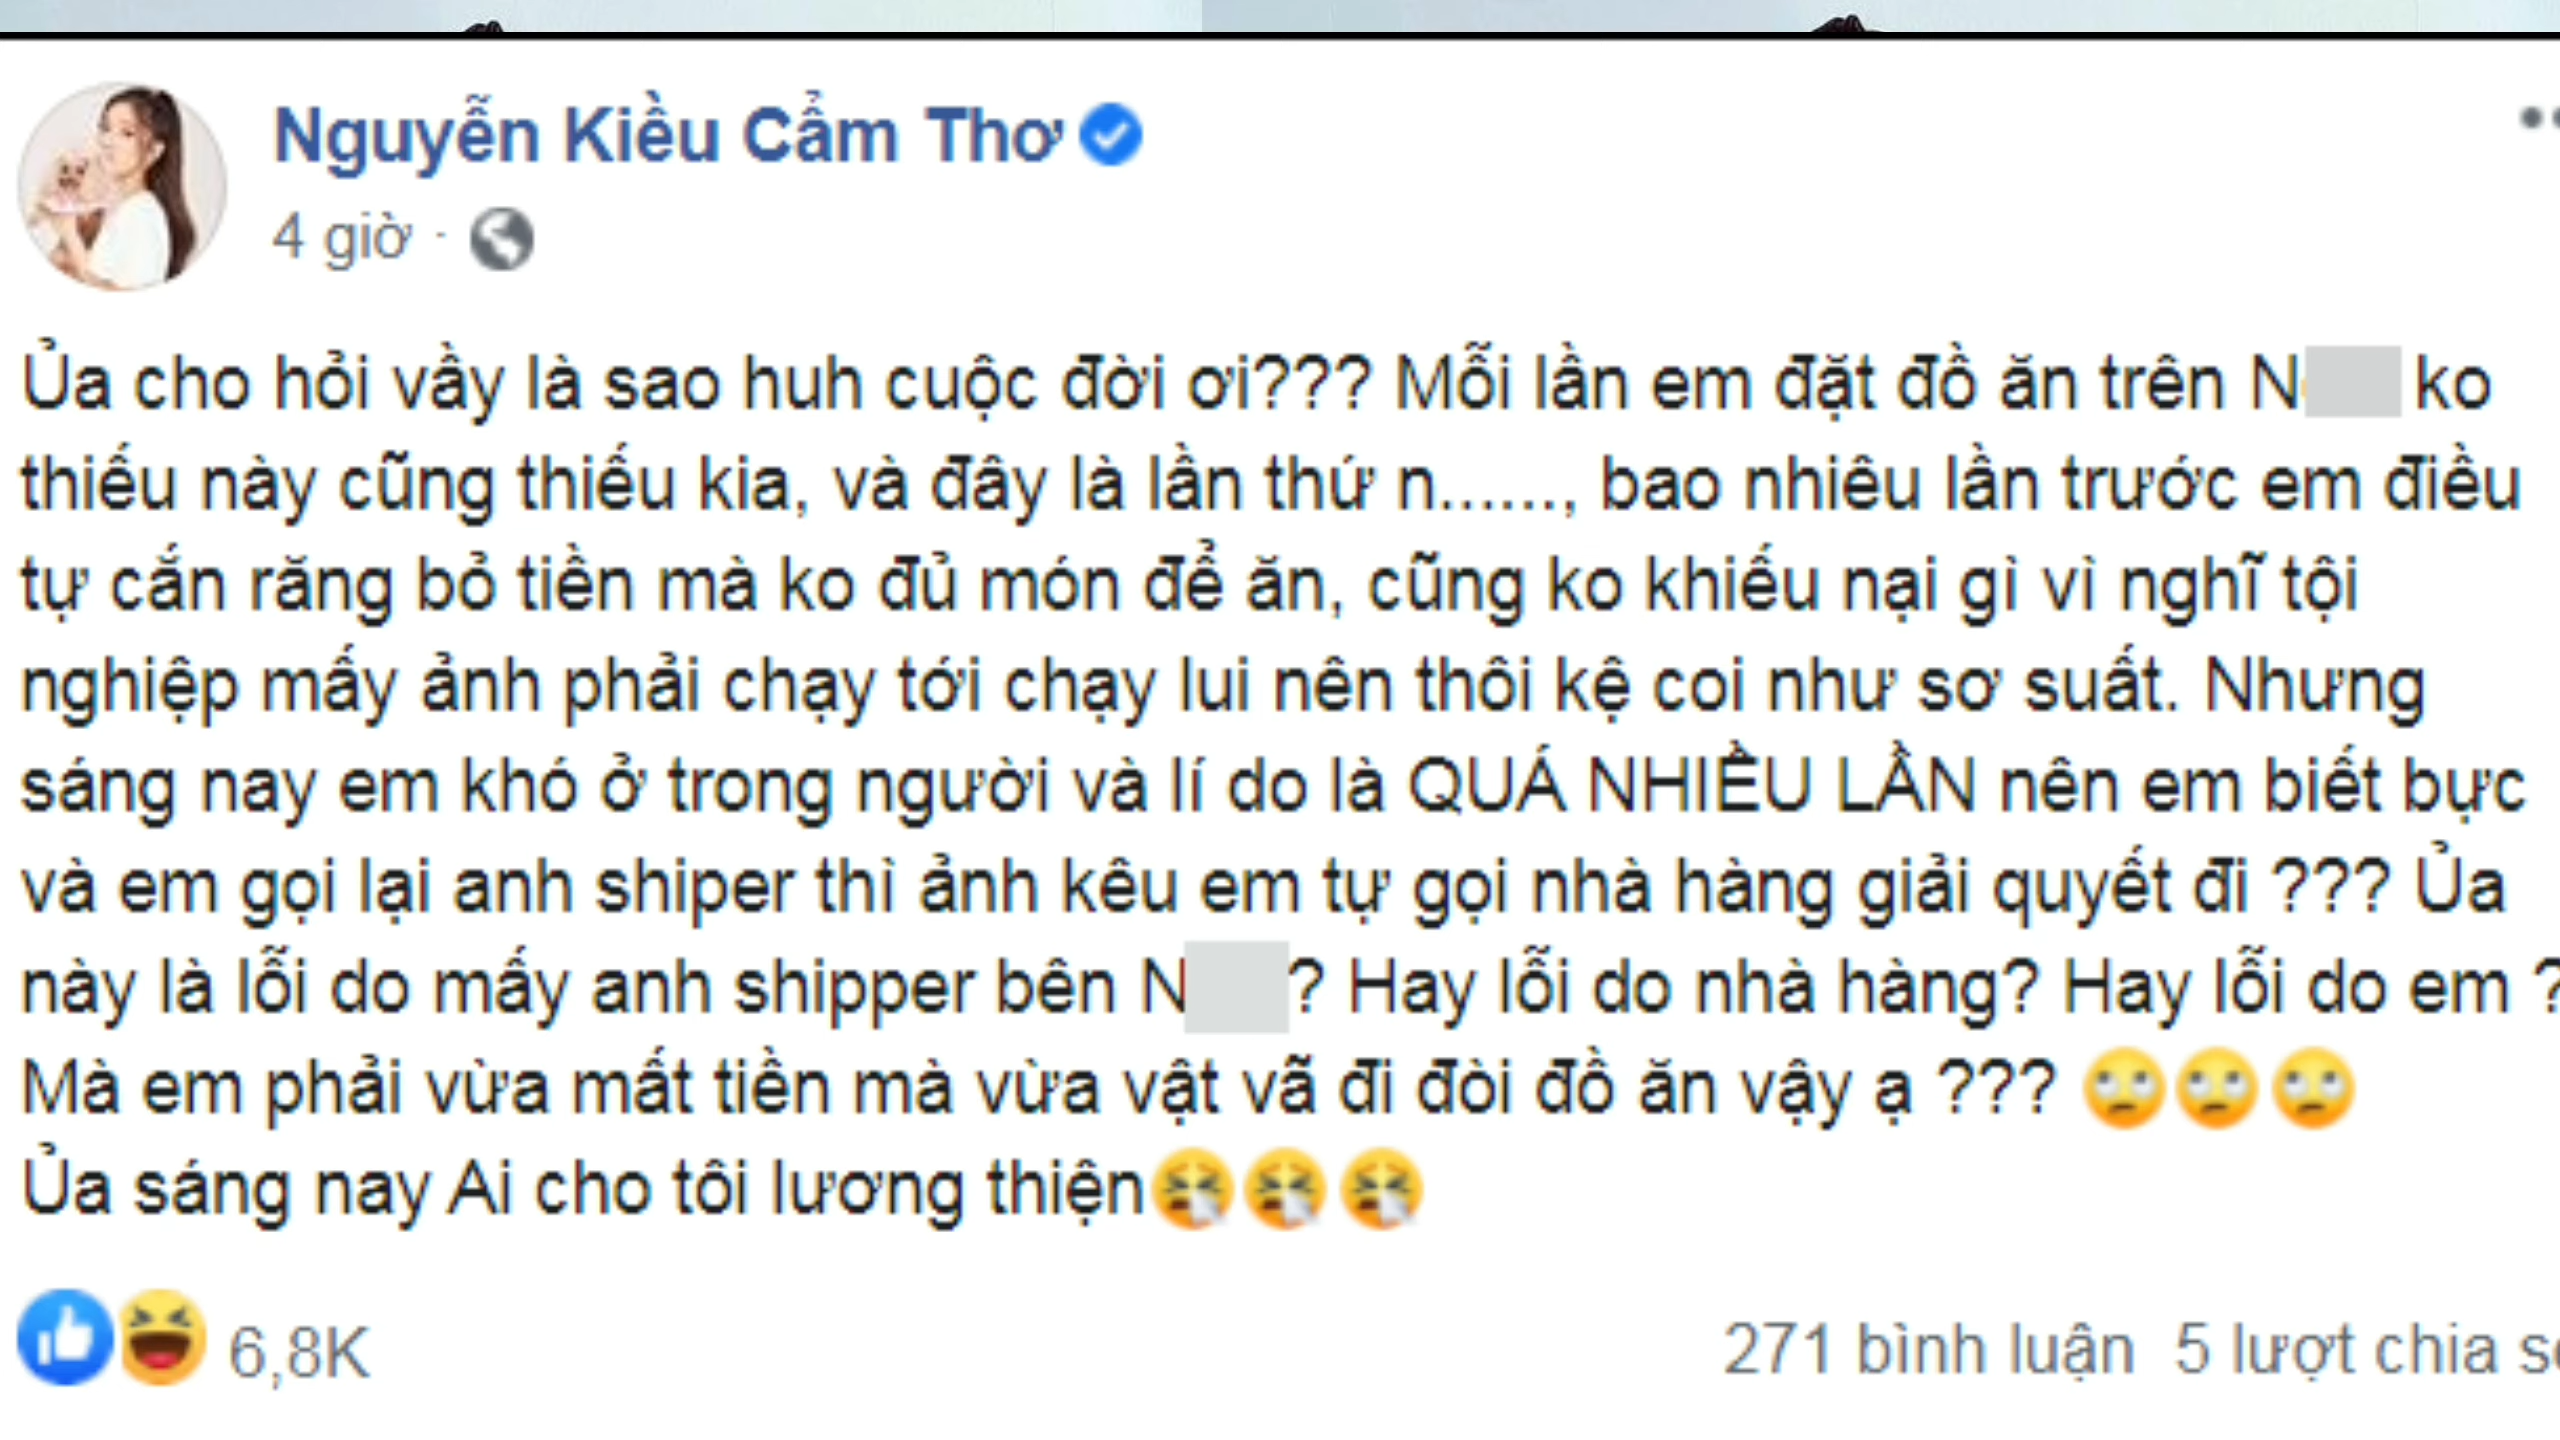 Nguyễn Kiều Cẩm Thơ
4 giờ ·
Ủa cho hỏi vầy là sao huh cuộc đời ơi??? Mỗi lần em đặt đồ ăn trên N ko
thiếu này cũng thiếu kia, và đây là lần thứ n......, bao nhiêu lần trước em điều
tự cắn răng bỏ tiền mà ko đủ món để ăn, cũng ko khiếu nại gì vì nghĩ tội
nghiệp mấy ảnh phải chạy tới chạy lui nên thôi kệ coi như sơ suất. Nhưng
sáng nay em khó ở trong người và lí do là QUÁ NHIỀU LẦN nên em biết bực
và em gọi lại anh shiper thì ảnh kêu em tự gọi nhà hàng giải quyết đi ??? Ủa
này là lỗi do mấy anh shipper bên N ? Hay lỗi do nhà hàng? Hay lỗi do em ?
Mà em phải vừa mất tiền mà vừa vật vã đi đòi đồ ăn vậy ạ ??? 🙄🙄🙄
Ủa sáng nay Ai cho tôi lương thiện🤧🤧🤧
6,8K
271 bình luận 5 lượt chia s